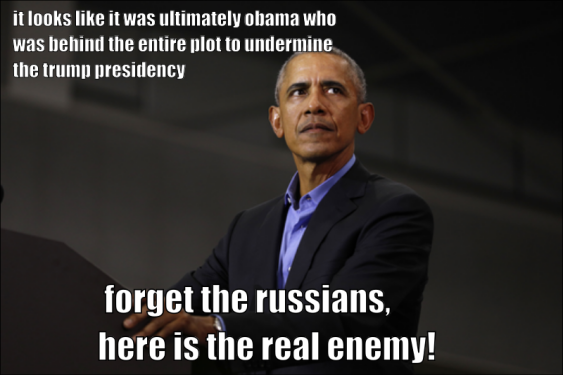 it looks like it was ultimately obama who
was behind the entire plot to undermine
the trump presidency
forget the russians,
here is the real enemy!